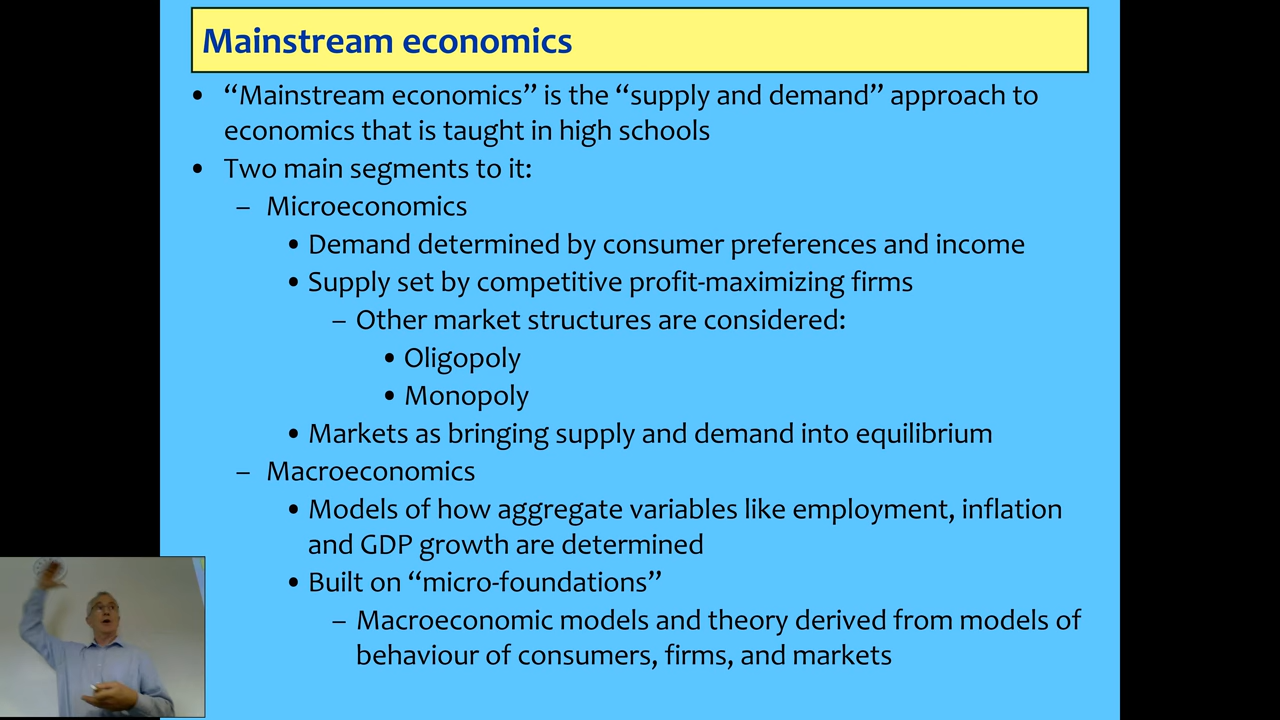 Mainstream economics
• “Mainstream economics” is the “supply and demand” approach to
economics that is taught in high schools
• Two main segments to it:
– Microeconomics
• Demand determined by consumer preferences and income
• Supply set by competitive profit-maximizing firms
– Other market structures are considered:
• Oligopoly
• Monopoly
• Markets as bringing supply and demand into equilibrium
– Macroeconomics
• Models of how aggregate variables like employment, inflation
and GDP growth are determined
• Built on “micro-foundations”
– Macroeconomic models and theory derived from models of
behaviour of consumers, firms, and markets